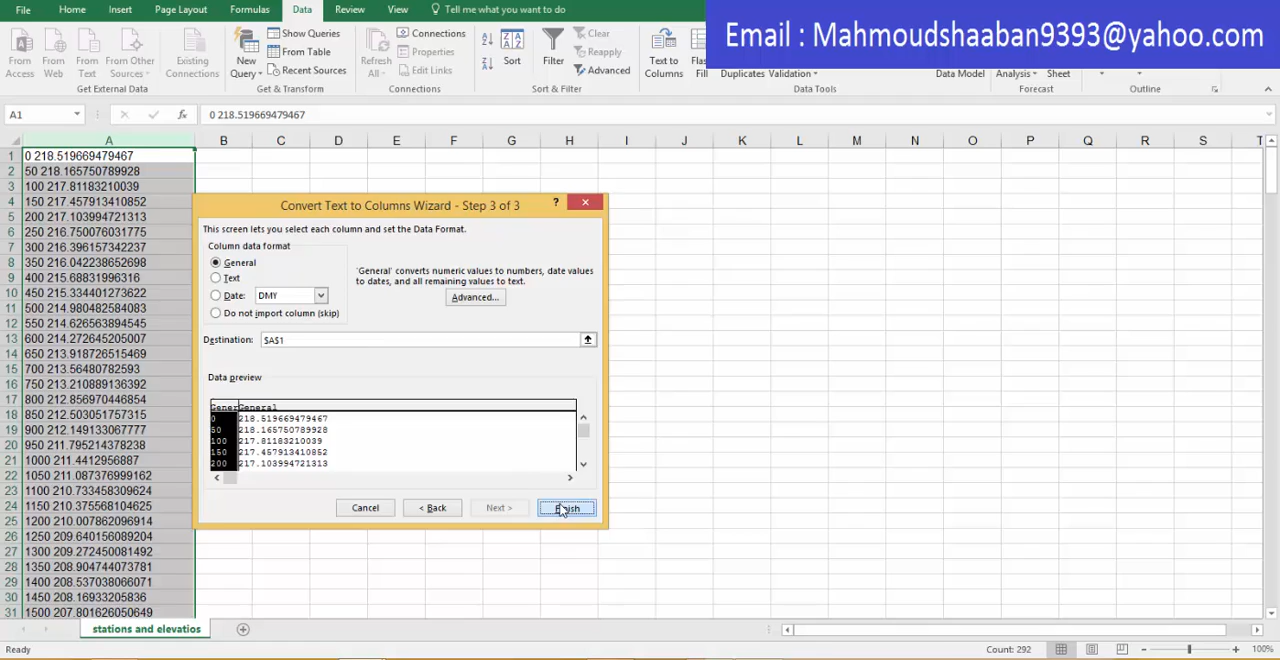 File Home Insert Page Layout Formulas Data Review View Tell me what you want to do
Email : Mahmoudshaaban9393@yahoo.com
From Access
From Web
From Text
From Other Sources
Existing Connections
New Query
Show Queries
From Table
Recent Sources
Refresh All
Connections
Properties
Edit Links
Sort
Filter
Clear
Reapply
Advanced
Text to Columns
Fill
Duplicates
Validation
Data Model
Analysis
Sheet
Get External Data Get & Transform Connections Sort & Filter Data Tools Forecast Outline
A1 fx 0 218.519669479467
A B C D E F G H I J K L M N O P Q R S T
1 0 218.519669479467
2 50 218.165750789928
3 100 217.81183210039
4 150 217.457913410852
5 200 217.103994721313
6 250 216.750076031775
7 300 216.396157342237
8 350 216.042238652698
9 400 215.68831996316
10 450 215.334401273622
11 500 214.980482584083
12 550 214.626563894545
13 600 214.272645205007
14 650 213.918726515469
15 700 213.56480782593
16 750 213.210889136392
17 800 212.856970446854
18 850 212.503051757315
19 900 212.149133067777
20 950 211.795214378238
21 1000 211.4412956887
22 1050 211.087376999162
23 1100 210.733458309624
24 1150 210.375568164105
25 1200 210.007862096914
26 1250 209.640156089204
27 1300 209.272450081492
28 1350 208.904744073781
29 1400 208.537038066071
30 1450 208.16933205836
31 1500 207.801626050649
Convert Text to Columns Wizard - Step 3 of 3 ?
This screen lets you select each column and set the Data Format.
Column data format
General
Text
Date: DMY
Do not import column (skip)
'General' converts numeric values to numbers, date values
to dates, and all remaining values to text.
Advanced...
Destination: $A$1
Data preview
General
0 218.519669479467
50 218.165750789928
100 217.81183210039
150 217.457913410852
200 217.103994721313
Cancel < Back Next > Finish
stations and elevatios
Ready Count: 292 100%